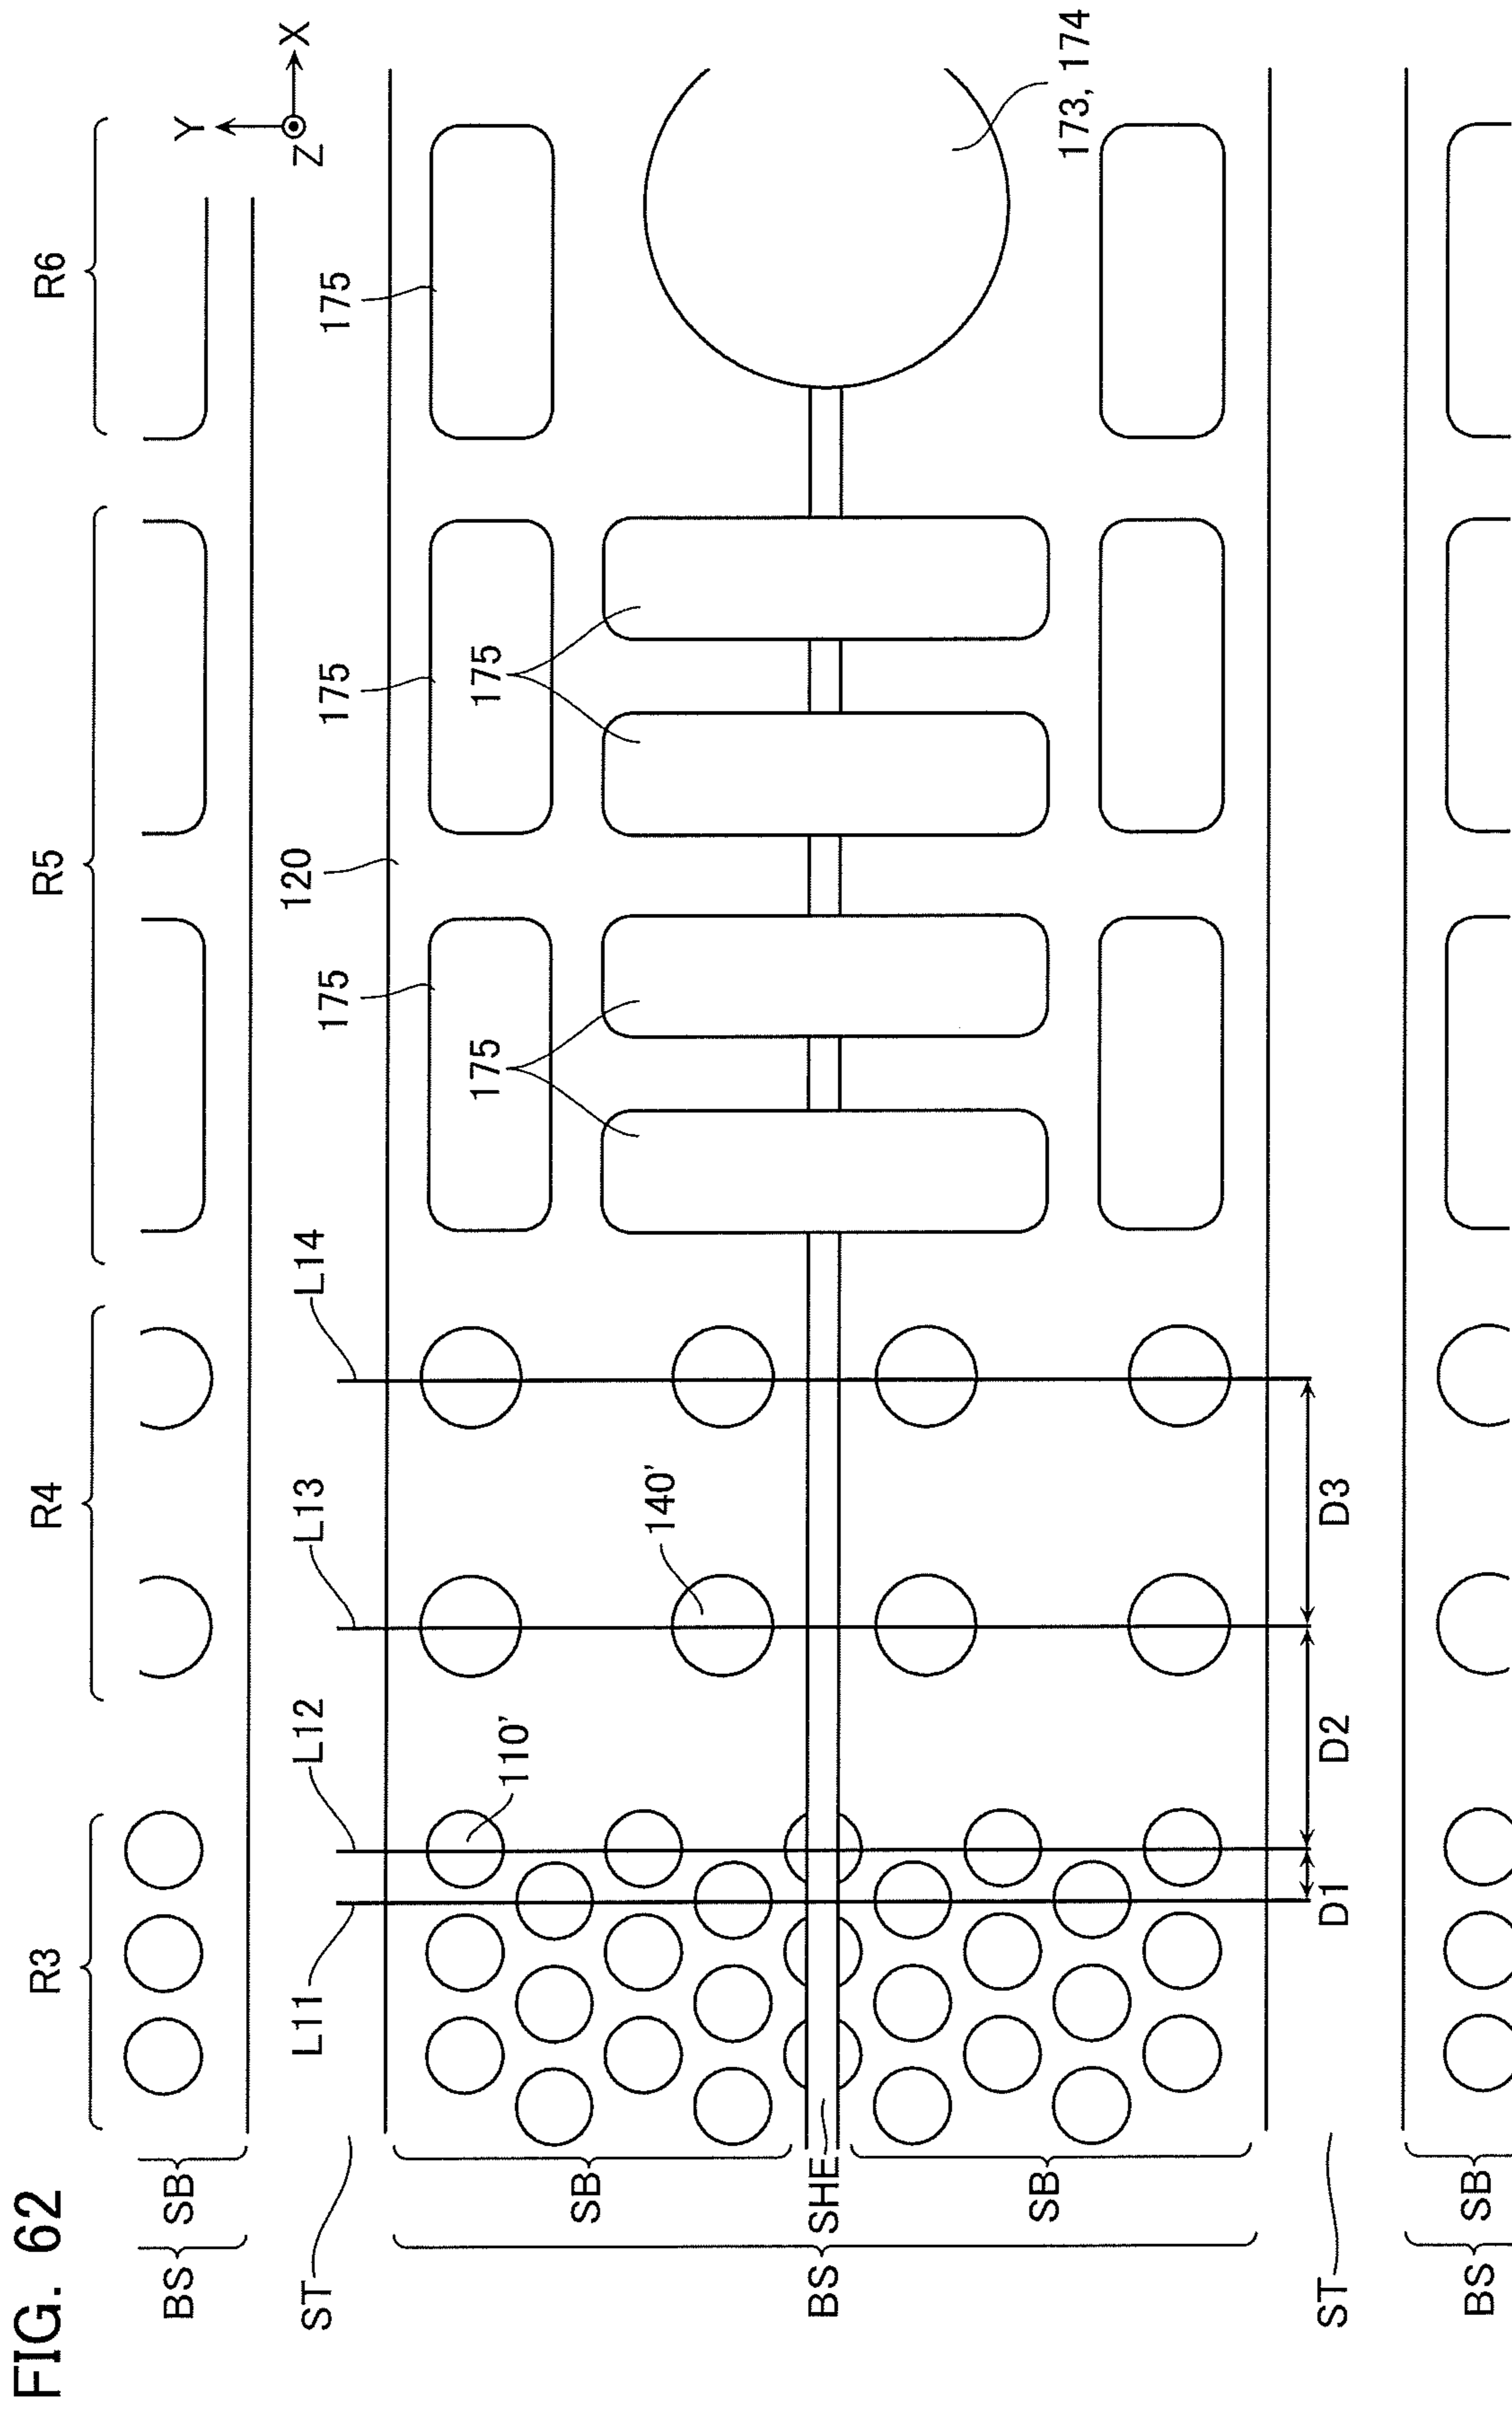 FIG. 62
R3
R4
R5
R6
Y
X
Z
BS
SB
ST
L11
L12
L13
L14
120
175
175
175
110'
140'
175
175
SB
BS
SHE
SB
173, 174
ST
D1
D2
D3
BS
SB